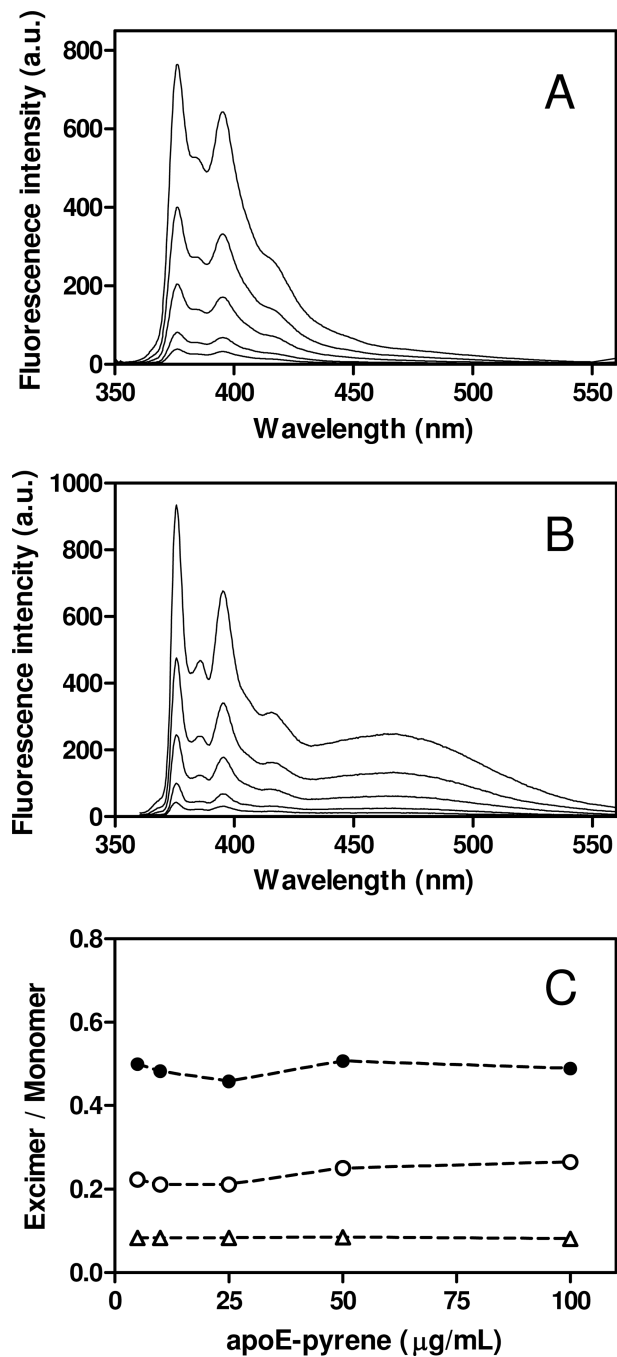 A
Fluorescenece intensity (a.u.)
800
600
400
200
0
350 400 450 500 550
Wavelength (nm)
B
Fluorescence intencity (a.u.)
1000
800
600
400
200
0
350 400 450 500 550
Wavelength (nm)
C
Excimer / Monomer
0.8
0.6
0.4
0.2
0.0
0 25 50 75 100
apoE-pyrene (μg/mL)